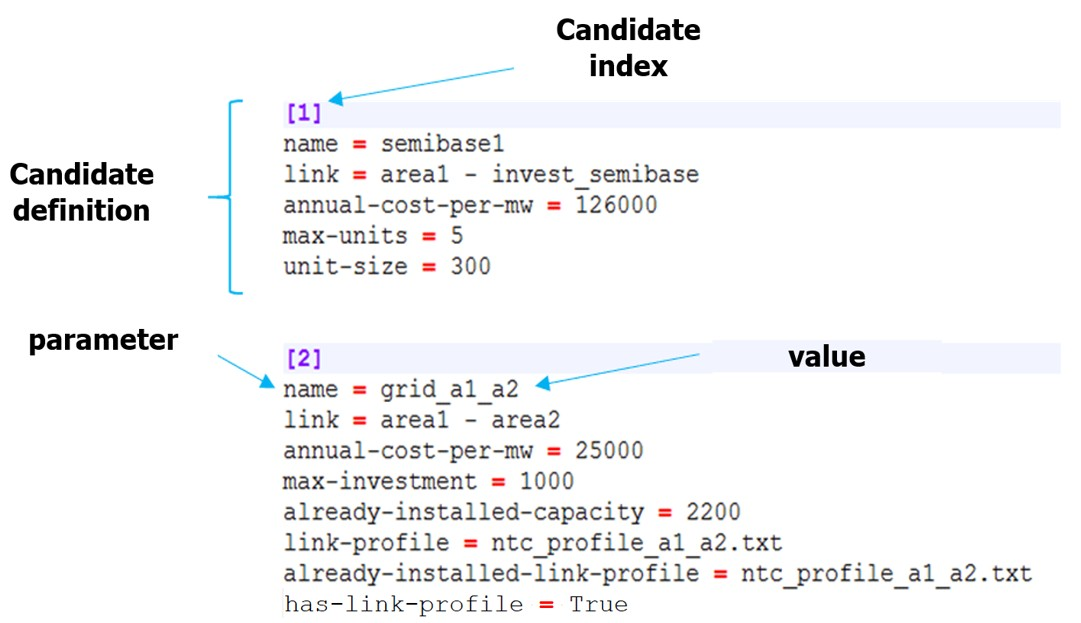 Candidate
index
[1]
name = semibase1
link = area1 - invest_semibase
annual-cost-per-mw = 126000
max-units = 5
unit-size = 300
Candidate
definition
parameter
value
[2]
name = grid_a1_a2
link = area1 - area2
annual-cost-per-mw = 25000
max-investment = 1000
already-installed-capacity = 2200
link-profile = ntc_profile_a1_a2.txt
already-installed-link-profile = ntc_profile_a1_a2.txt
has-link-profile = True